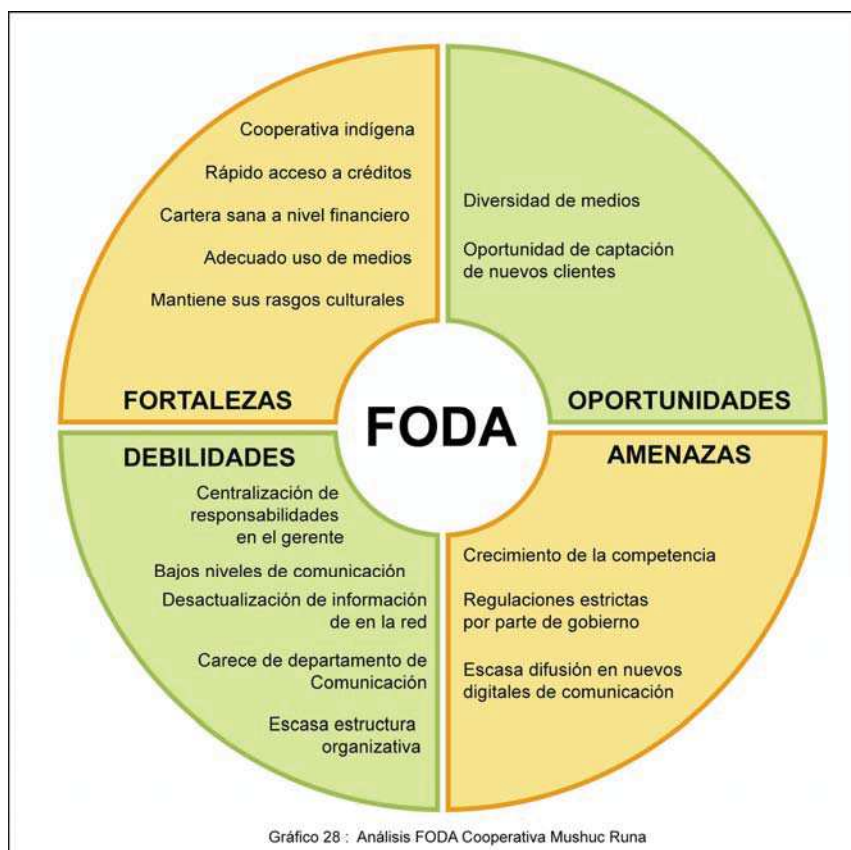 Cooperativa indígena
Rápido acceso a créditos
Cartera sana a nivel financiero
Adecuado uso de medios
Mantiene sus rasgos culturales
FORTALEZAS
Diversidad de medios
Oportunidad de captación
de nuevos clientes
OPORTUNIDADES
FODA
DEBILIDADES
Centralización de
responsabilidades
en el gerente
Bajos niveles de comunicación
Desactualización de información
de en la red
Carece de departamento de
Comunicación
Escasa estructura
organizativa
AMENAZAS
Crecimiento de la competencia
Regulaciones estrictas
por parte de gobierno
Escasa difusión en nuevos
digitales de comunicación
Gráfico 28 : Análisis FODA Cooperativa Mushuc Runa